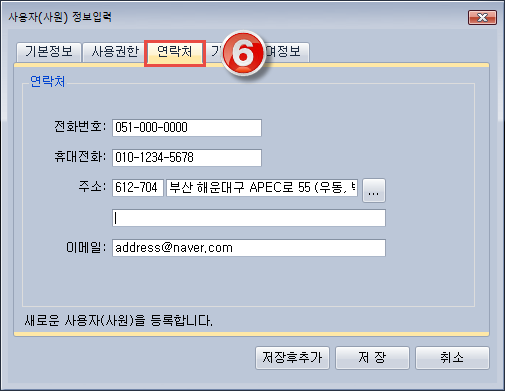 사용자(사원) 정보입력
기본정보 사용권한 연락처 6 여정보
연락처
전화번호: 051-000-0000
휴대전화: 010-1234-5678
주소: 612-704 부산 해운대구 APEC로 55 (우동, ...
이메일: address@naver.com
새로운 사용자(사원)을 등록합니다.
저장후추가 저 장 취소